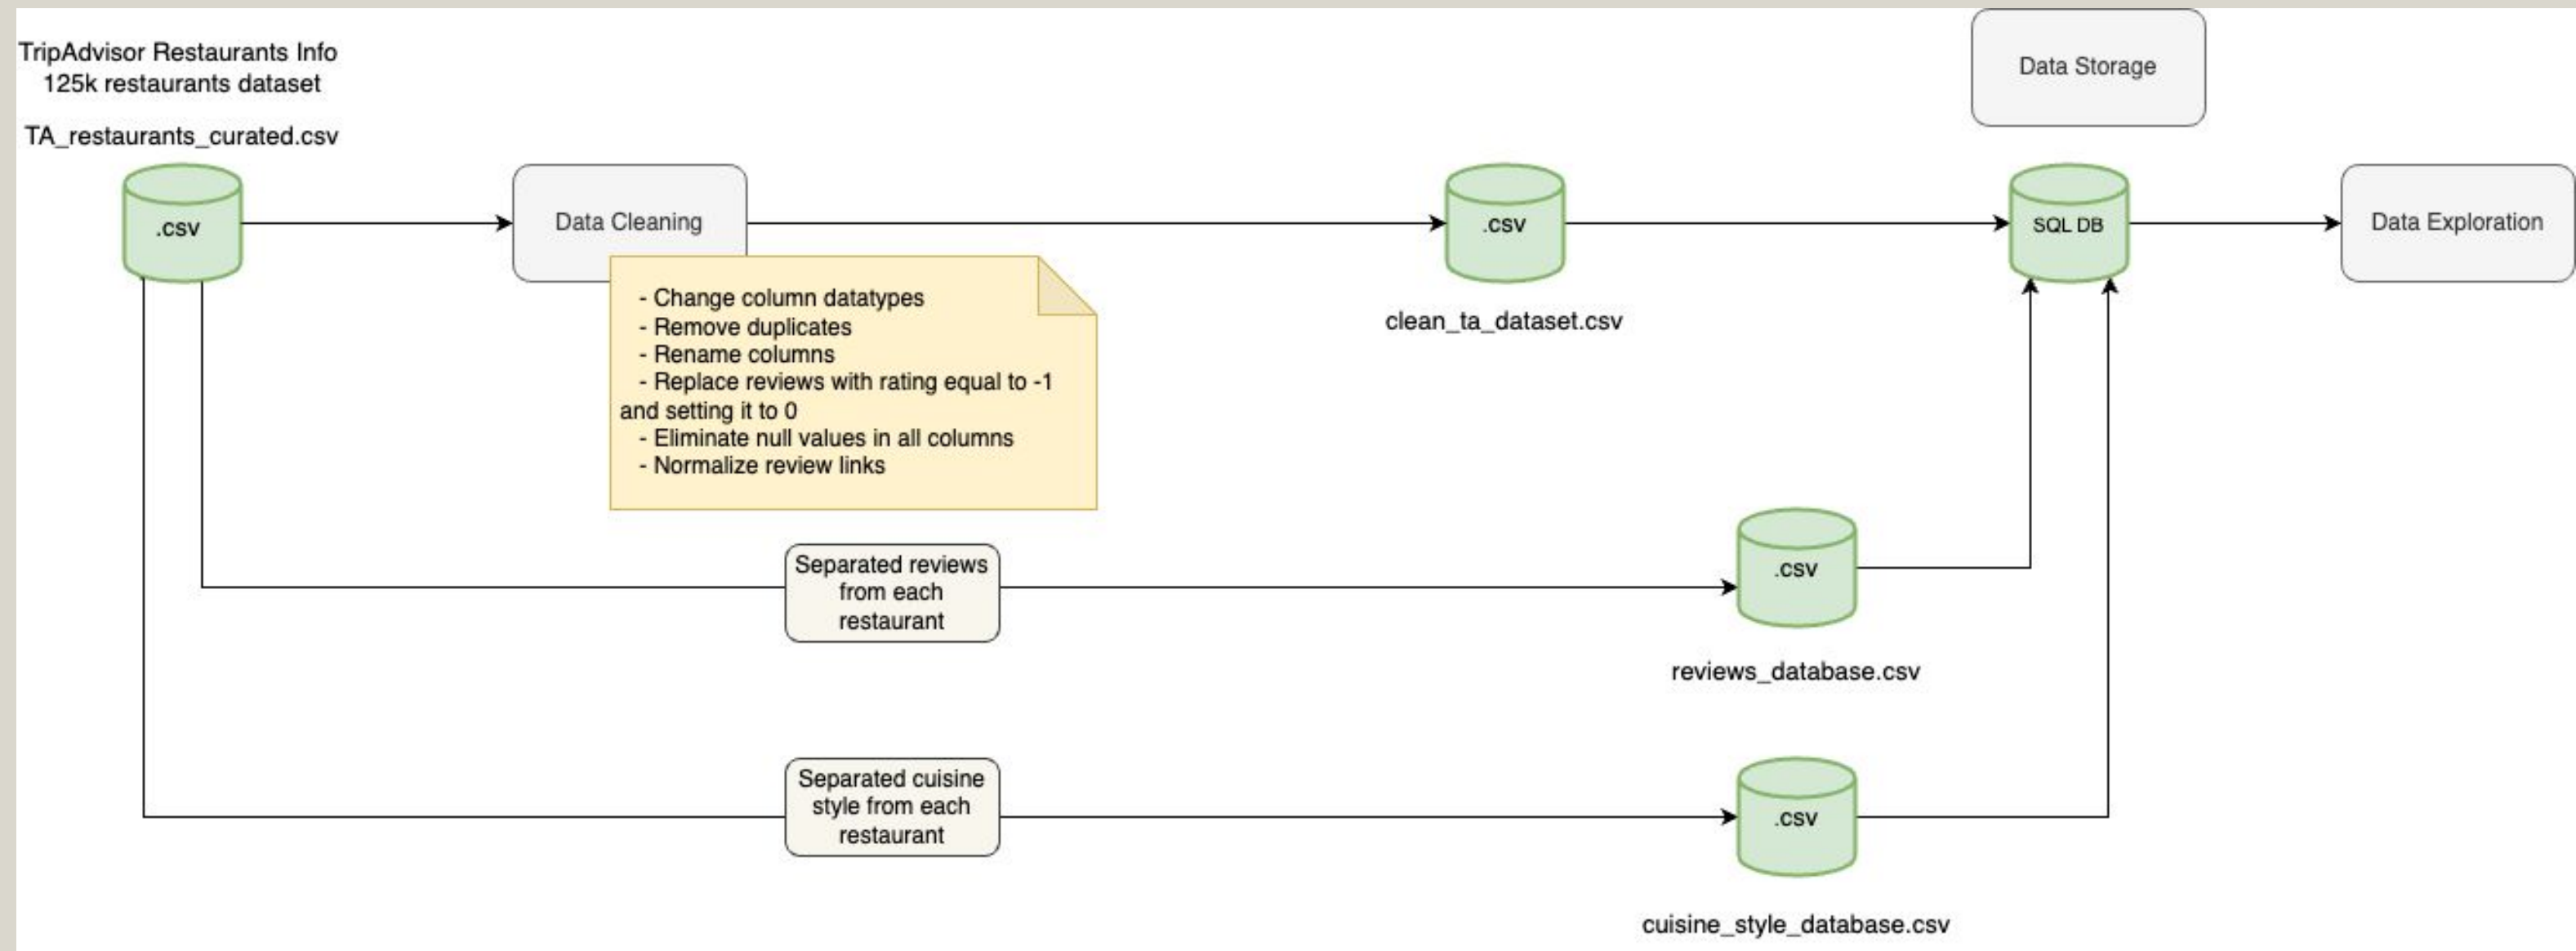 TripAdvisor Restaurants Info
125k restaurants dataset
TA_restaurants_curated.csv
.csv
Data Cleaning
- Change column datatypes
- Remove duplicates
- Rename columns
- Replace reviews with rating equal to -1
and setting it to 0
- Eliminate null values in all columns
- Normalize review links
.csv
clean_ta_dataset.csv
Data Storage
SQL DB
Data Exploration
Separated reviews
from each
restaurant
.csv
reviews_database.csv
Separated cuisine
style from each
restaurant
.csv
cuisine_style_database.csv